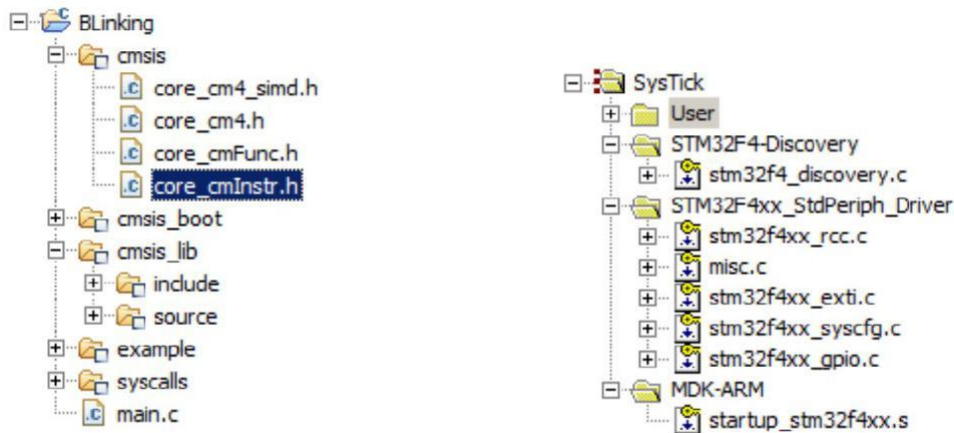 BLinking
cmsis
core_cm4_simd.h
core_cm4.h
core_cmFunc.h
core_cmInstr.h
cmsis_boot
cmsis_lib
include
source
example
syscalls
main.c
SysTick
User
STM32F4-Discovery
stm32f4_discovery.c
STM32F4xx_StdPeriph_Driver
stm32f4xx_rcc.c
misc.c
stm32f4xx_exti.c
stm32f4xx_syscfg.c
stm32f4xx_gpio.c
MDK-ARM
startup_stm32f4xx.s